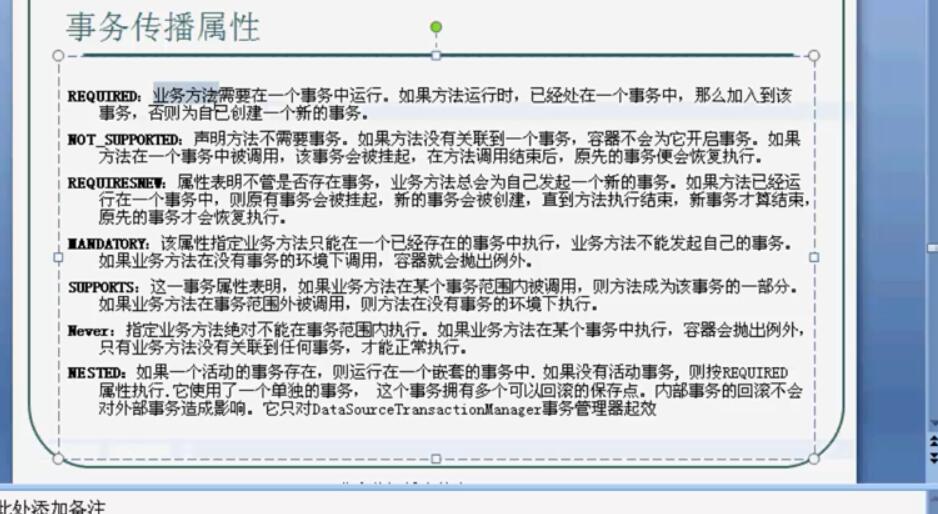 事务传播属性
REQUIRED：业务方法需要在一个事务中运行。如果方法运行时，已经处在一个事务中，那么加入到该
事务，否则为自己创建一个新的事务。
NOT_SUPPORTED：声明方法不需要事务。如果方法没有关联到一个事务，容器不会为它开启事务。如果
方法在一个事务中被调用，该事务会被挂起，在方法调用结束后，原先的事务便会恢复执行。
REQUIRESNEW：属性表明不管是否存在事务，业务方法总会为自己发起一个新的事务。如果方法已经运
行在一个事务中，则原有事务会被挂起，新的事务会被创建，直到方法执行结束，新事务才算结束，
原先的事务才会恢复执行。
MANDATORY：该属性指定业务方法只能在一个已经存在的事务中执行，业务方法不能发起自己的事务。
如果业务方法在没有事务的环境下调用，容器就会抛出例外。
SUPPORTS：这一事务属性表明，如果业务方法在某个事务范围内被调用，则方法成为该事务的一部分。
如果业务方法在事务范围外被调用，则方法在没有事务的环境下执行。
Never：指定业务方法绝对不能在事务范围内执行。如果业务方法在某个事务中执行，容器会抛出例外，
只有业务方法没有关联到任何事务，才能正常执行。
NESTED：如果一个活动的事务存在，则运行在一个嵌套的事务中. 如果没有活动事务, 则按REQUIRED
属性执行.它使用了一个单独的事务， 这个事务拥有多个可以回滚的保存点。内部事务的回滚不会
对外部事务造成影响。它只对DataSourceTransactionManager事务管理器起效
此处添加备注